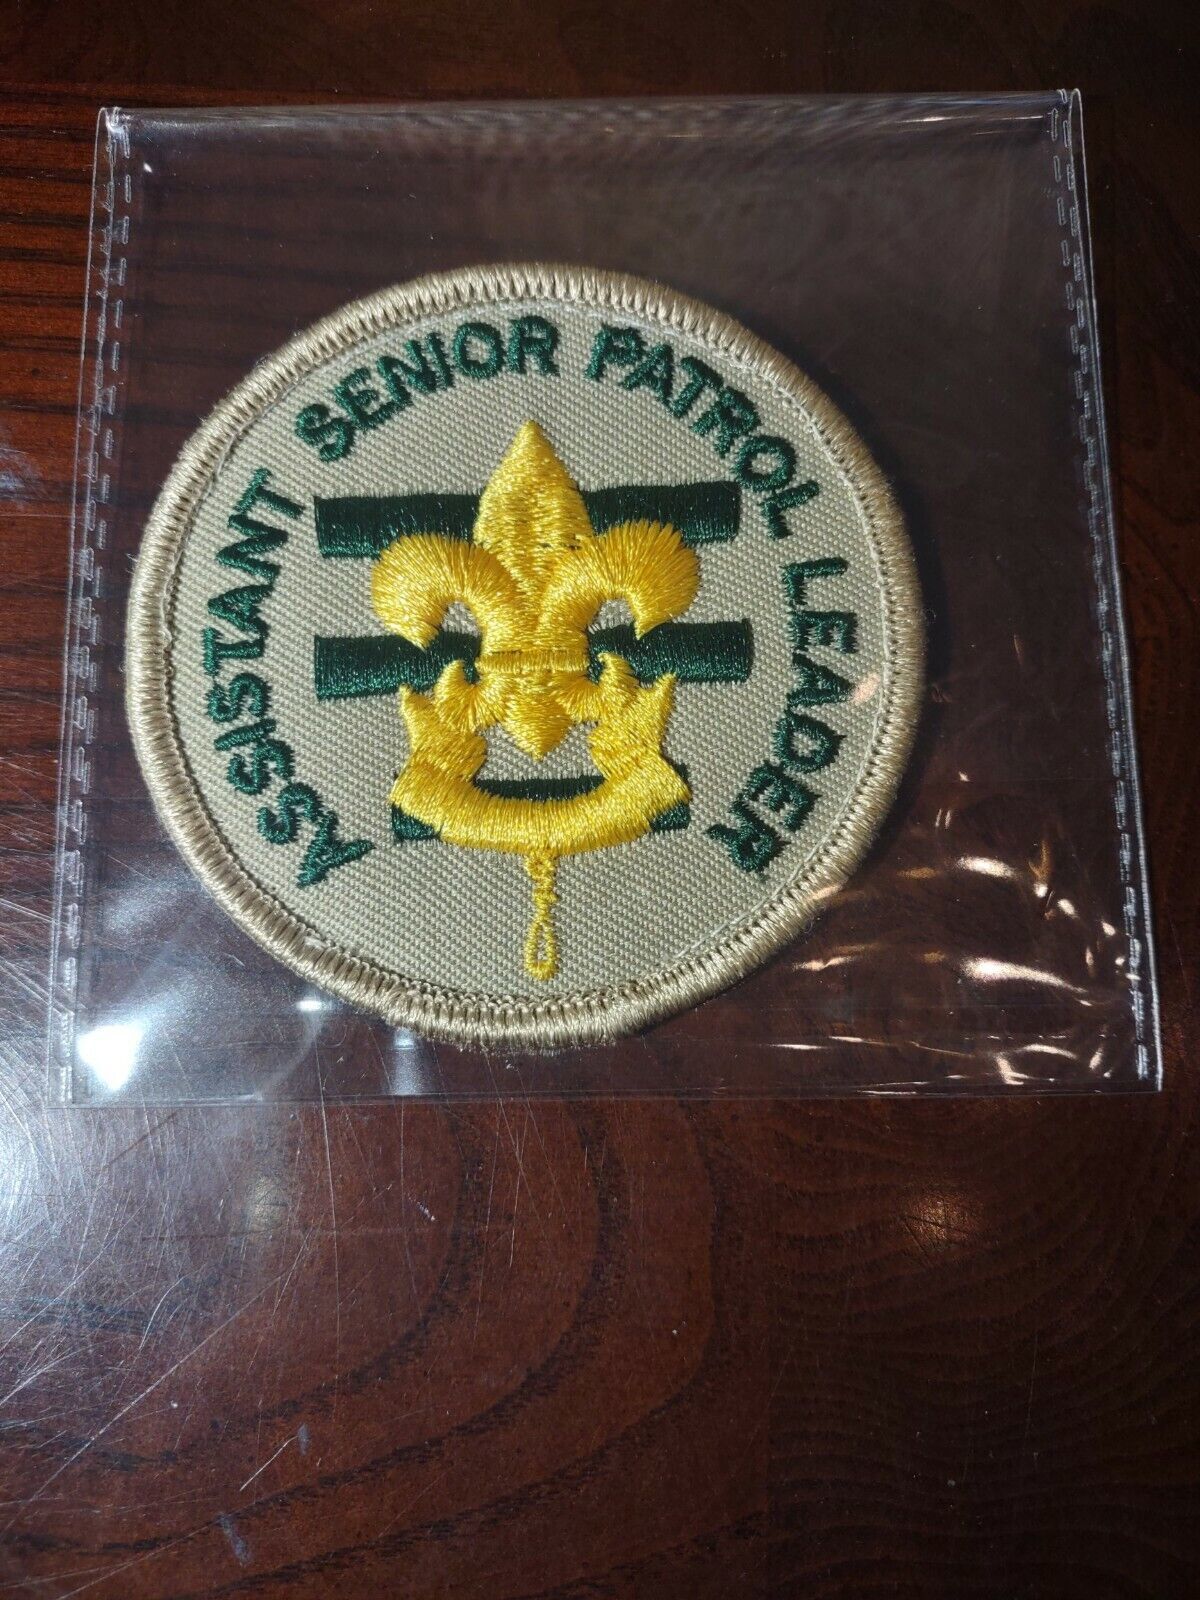 ASSISTANT SENIOR PATROL LEADER